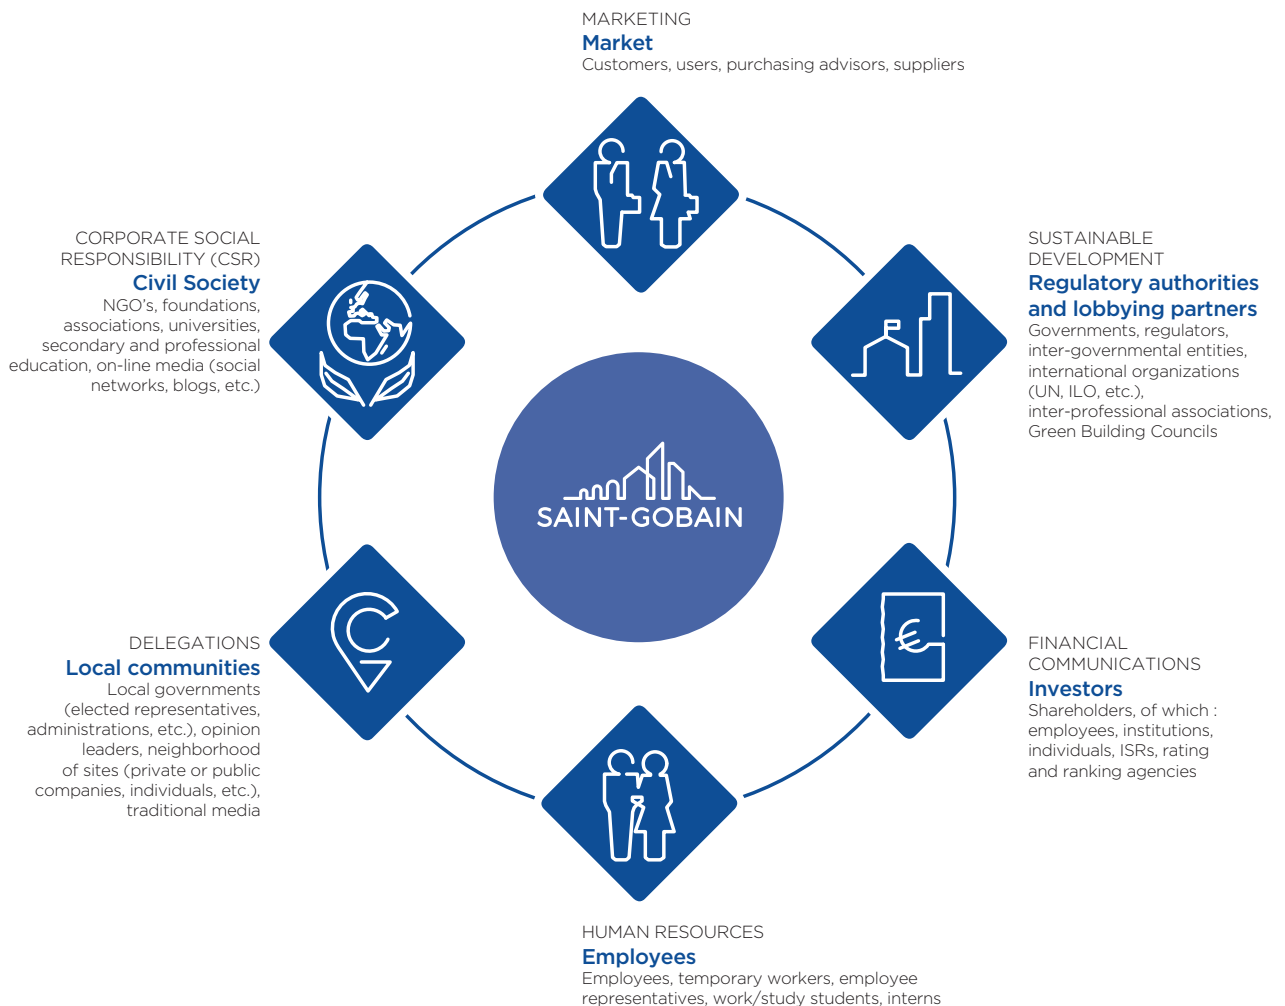 MARKETING
Market
Customers, users, purchasing advisors, suppliers
CORPORATE SOCIAL
RESPONSIBILITY (CSR)
Civil Society
NGO's, foundations,
associations, universities,
secondary and professional
education, on-line media (social
networks, blogs, etc.)
SUSTAINABLE
DEVELOPMENT
Regulatory authorities
and lobbying partners
Governments, regulators,
inter-governmental entities,
international organizations
(UN, ILO, etc.),
inter-professional associations,
Green Building Councils
SAINT-GOBAIN
DELEGATIONS
Local communities
Local governments
(elected representatives,
administrations, etc.), opinion
leaders, neighborhood
of sites (private or public
companies, individuals, etc.),
traditional media
€
FINANCIAL
COMMUNICATIONS
Investors
Shareholders, of which :
employees, institutions,
individuals, ISRs, rating
and ranking agencies
HUMAN RESOURCES
Employees
Employees, temporary workers, employee
representatives, work/study students, interns